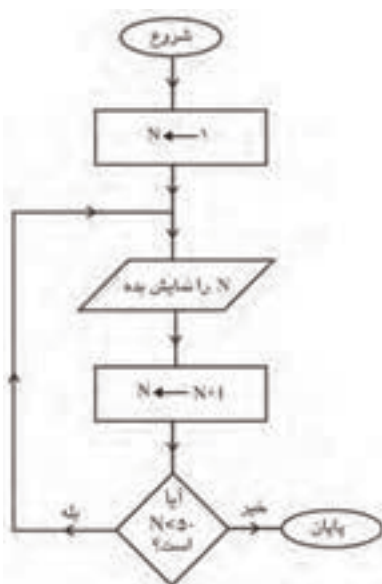 شروع
N ← ۱
N را نمایش بده
N ← N+1
آیا
N<۵۰
است؟
بله
خیر
پایان